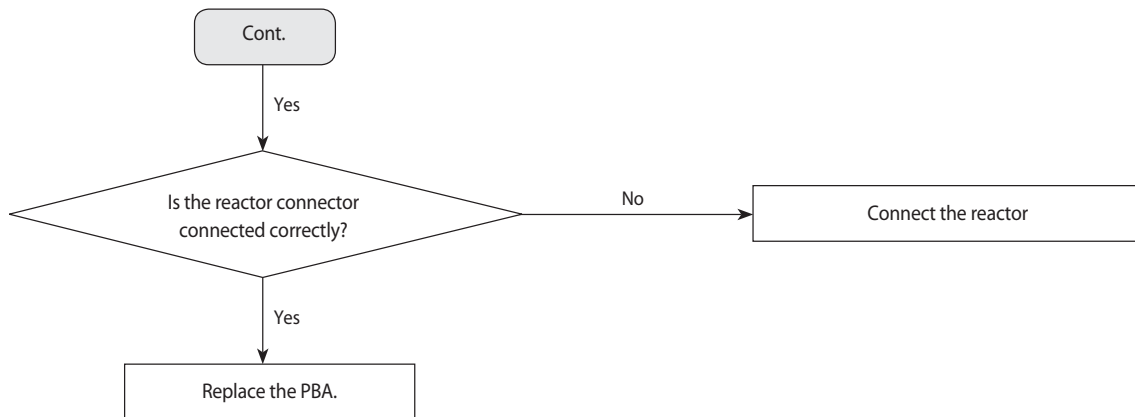 Cont.
Yes
Is the reactor connector
connected correctly?
No
Connect the reactor
Yes
Replace the PBA.